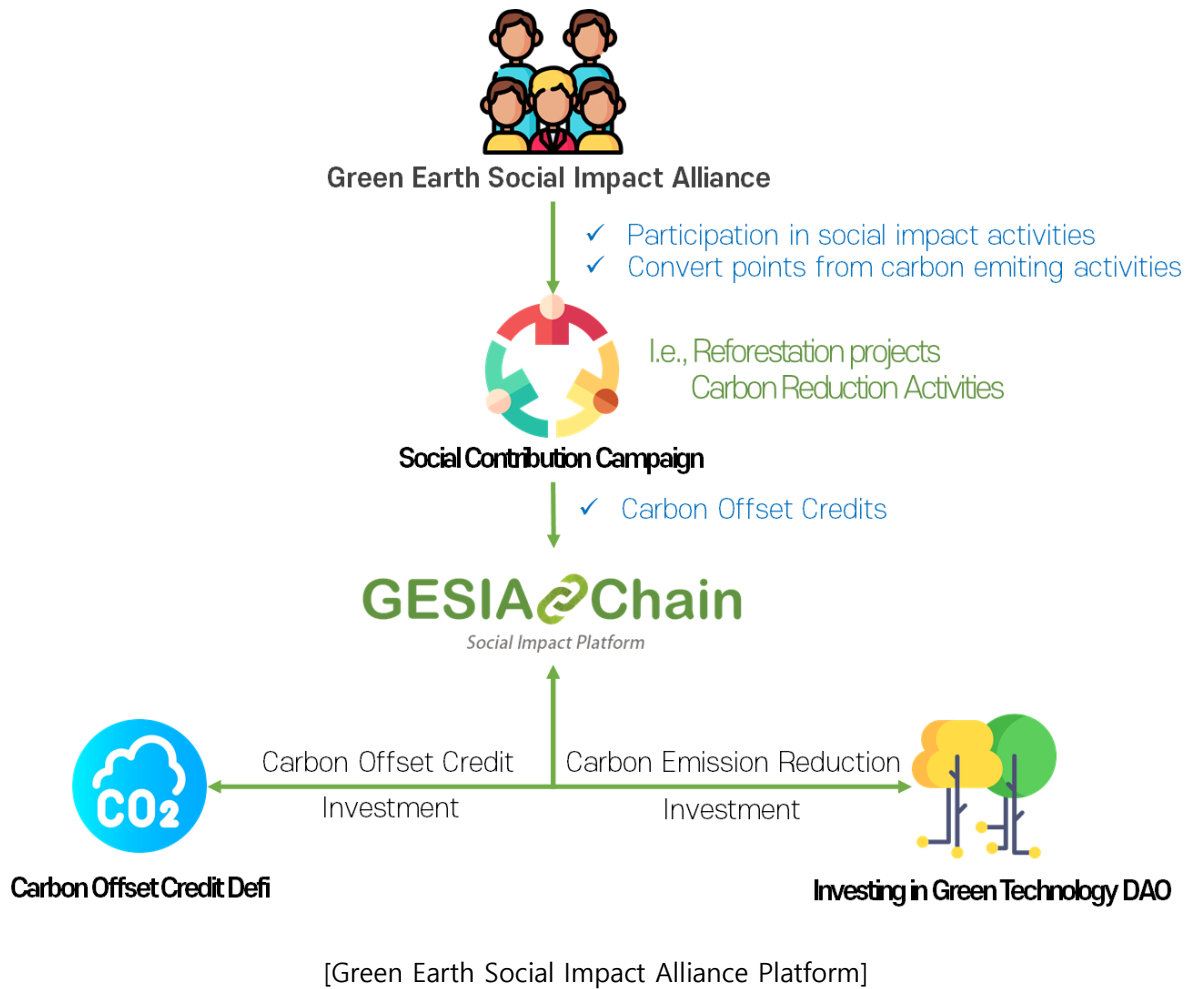 Green Earth Social Impact Alliance
✓ Participation in social impact activities
✓ Convert points from carbon emiting activities
I.e., Reforestation projects
Carbon Reduction Activities
Social Contribution Campaign
✓ Carbon Offset Credits
GESIA Chain
Social Impact Platform
Carbon Offset Credit
Investment
Carbon Emission Reduction
Investment
CO2
Carbon Offset Credit Defi
Investing in Green Technology DAO
[Green Earth Social Impact Alliance Platform]